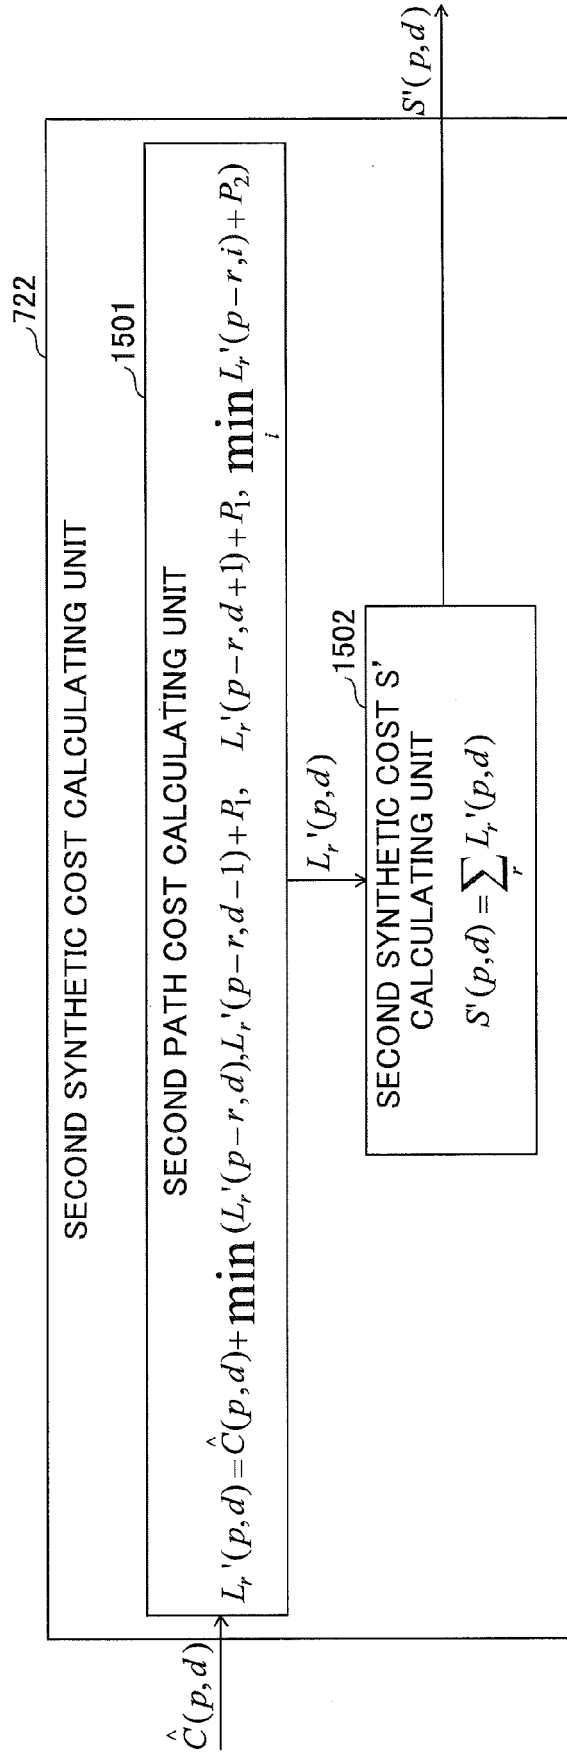 722
SECOND SYNTHETIC COST CALCULATING UNIT
1501
SECOND PATH COST CALCULATING UNIT
Ĉ(p,d)
L_r'(p,d)=Ĉ(p,d)+min(L_r'(p−r,d),L_r'(p−r,d−1)+P_1, L_r'(p−r,d+1)+P_1, min_i L_r'(p−r,i)+P_2)
L_r'(p,d)
1502
SECOND SYNTHETIC COST S'
CALCULATING UNIT
S'(p,d)=∑_r L_r'(p,d)
S'(p,d)